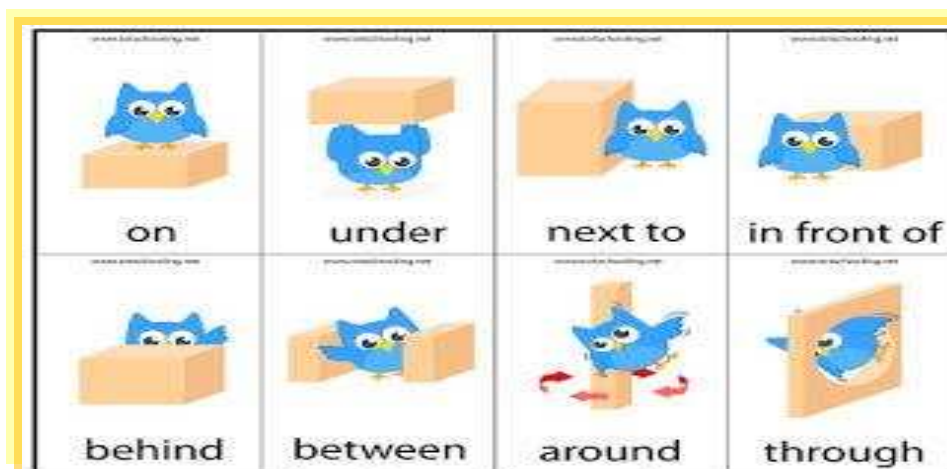 on under next to in front of
behind between around through